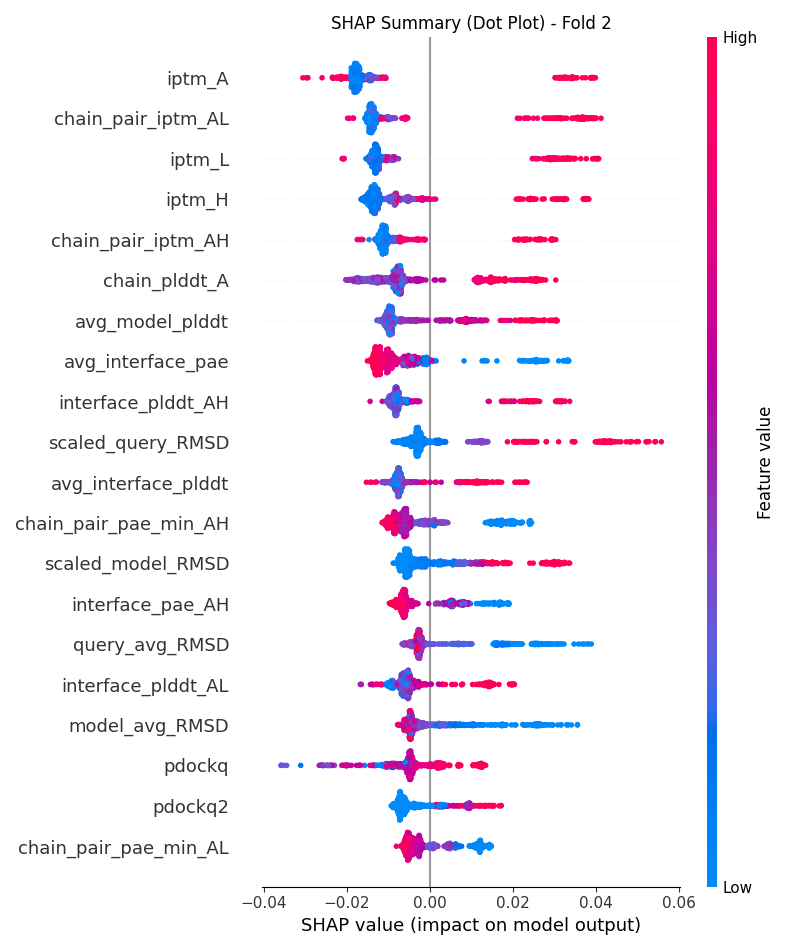 SHAP Summary (Dot Plot) - Fold 2
High
iptm_A
chain_pair_iptm_AL
iptm_L
iptm_H
chain_pair_iptm_AH
chain_plddt_A
avg_model_plddt
avg_interface_pae
interface_plddt_AH
scaled_query_RMSD
avg_interface_plddt
chain_pair_pae_min_AH
scaled_model_RMSD
interface_pae_AH
query_avg_RMSD
interface_plddt_AL
model_avg_RMSD
pdockq
pdockq2
chain_pair_pae_min_AL
Feature value
Low
−0.04 −0.02 0.00 0.02 0.04 0.06
SHAP value (impact on model output)